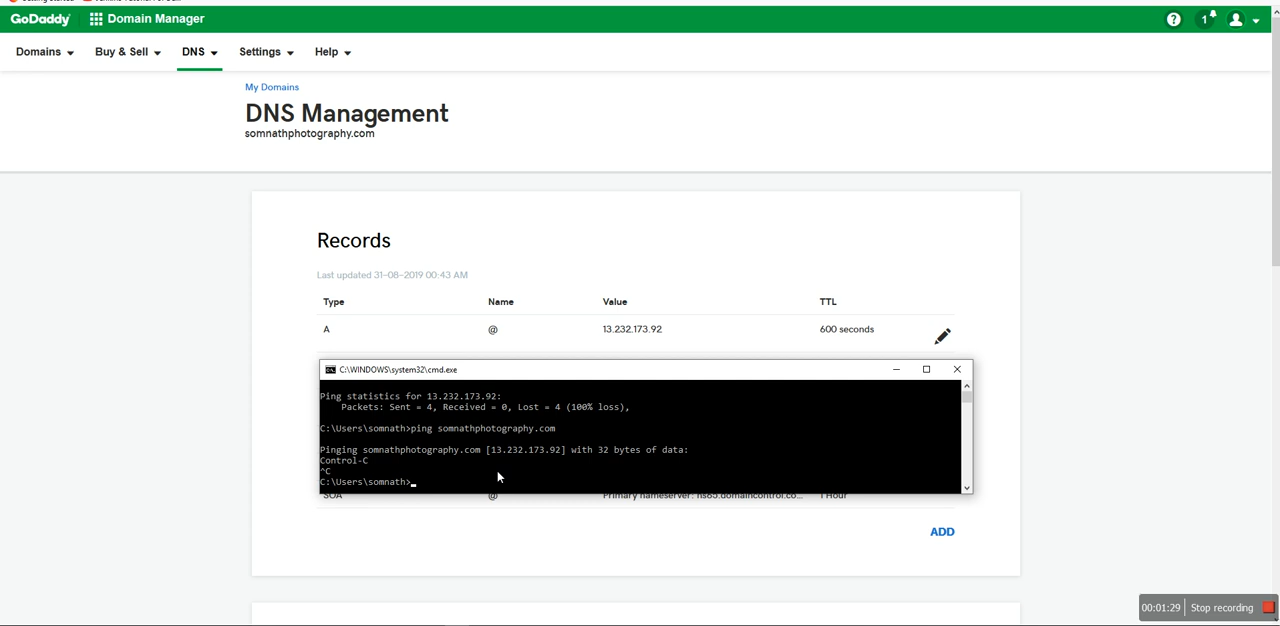 GoDaddy Domain Manager ? 1
Domains Buy & Sell DNS Settings Help
My Domains
DNS Management
somnathphotography.com
Records
Last updated 31-08-2019 00:43 AM
Type Name Value TTL
A @ 13.232.173.92 600 seconds
C:\WINDOWS\system32\cmd.exe
Ping statistics for 13.232.173.92:
Packets: Sent = 4, Received = 0, Lost = 4 (100% loss),
C:\Users\somnath>ping somnathphotography.com
Pinging somnathphotography.com [13.232.173.92] with 32 bytes of data:
Control-C
^C
C:\Users\somnath>_
SOA @ Primary nameserver: ns65.domaincontrol.co... 1 Hour
ADD
00:01:29 Stop recording